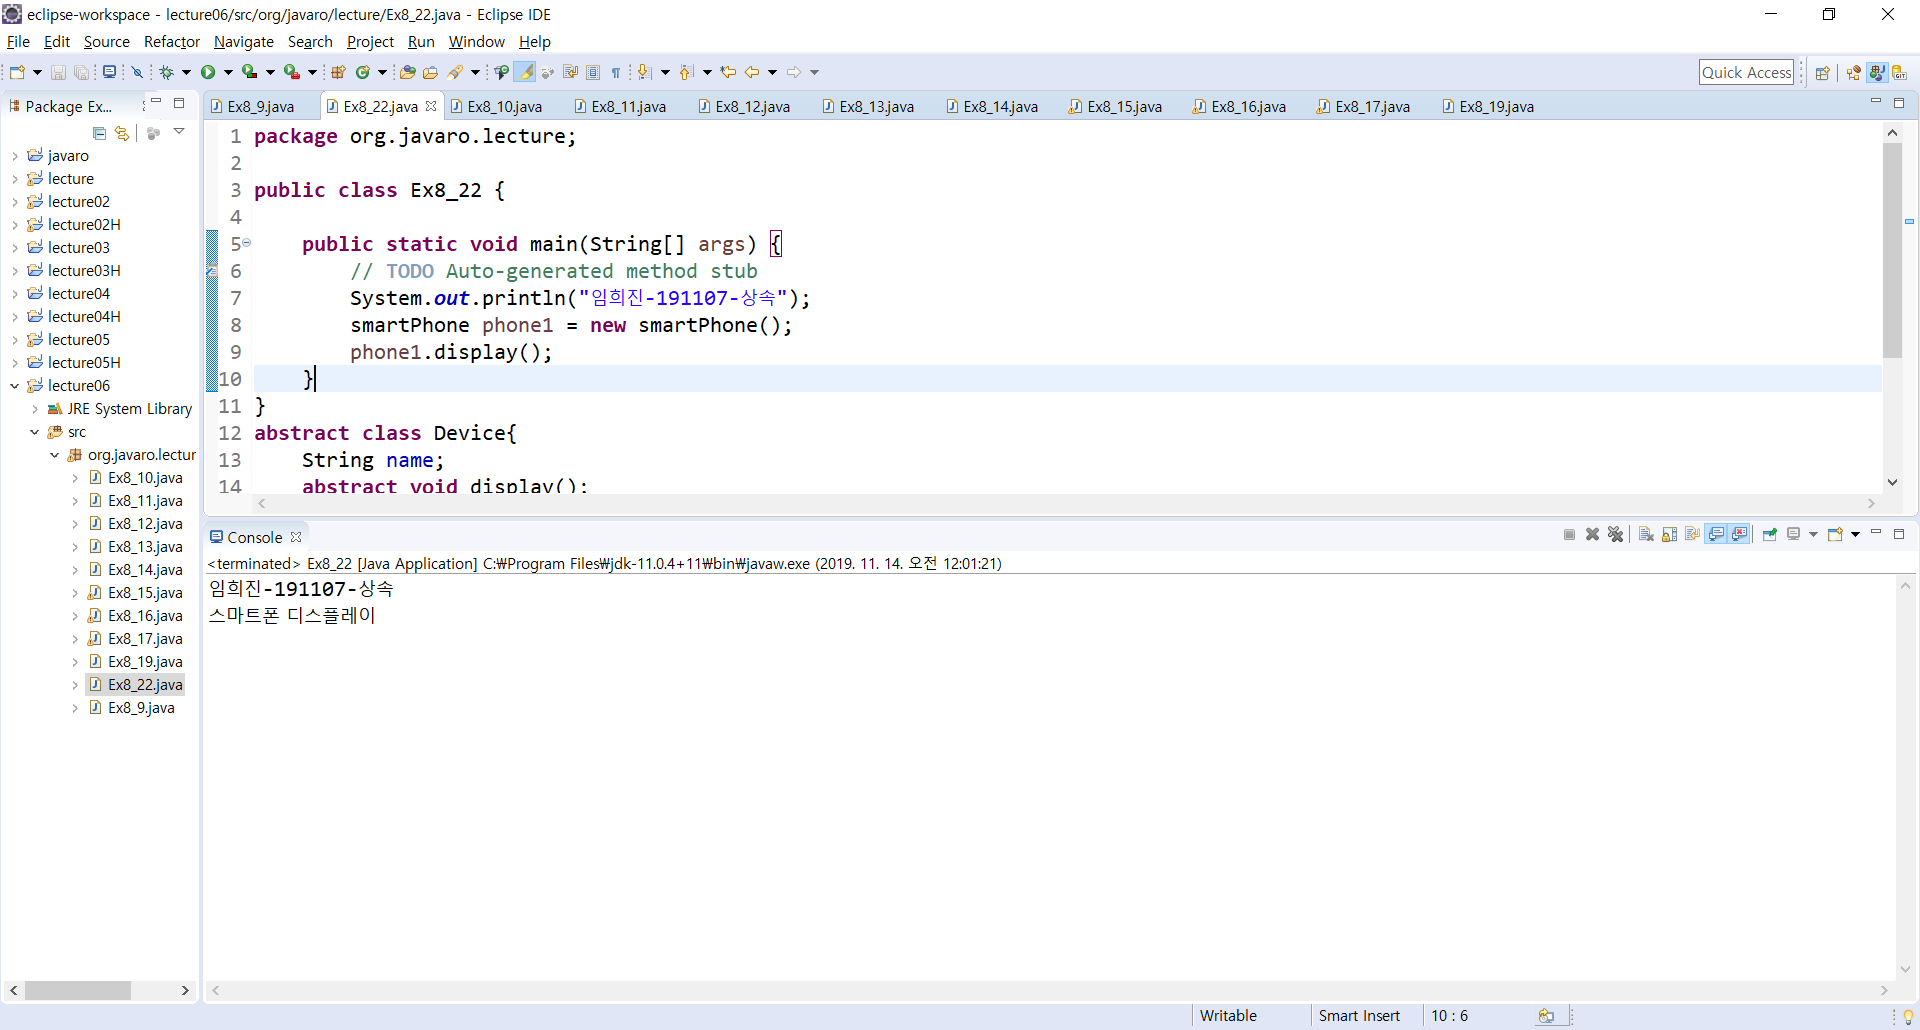 eclipse-workspace - lecture06/src/org/javaro/lecture/Ex8_22.java - Eclipse IDE
File Edit Source Refactor Navigate Search Project Run Window Help
Quick Access
Package Ex...
Ex8_9.java Ex8_22.java Ex8_10.java Ex8_11.java Ex8_12.java Ex8_13.java Ex8_14.java Ex8_15.java Ex8_16.java Ex8_17.java Ex8_19.java
javaro
lecture
lecture02
lecture02H
lecture03
lecture03H
lecture04
lecture04H
lecture05
lecture05H
lecture06
JRE System Library
src
org.javaro.lectur
Ex8_10.java
Ex8_11.java
Ex8_12.java
Ex8_13.java
Ex8_14.java
Ex8_15.java
Ex8_16.java
Ex8_17.java
Ex8_19.java
Ex8_22.java
Ex8_9.java
1 package org.javaro.lecture;
2
3 public class Ex8_22 {
4
5 public static void main(String[] args) {
6 // TODO Auto-generated method stub
7 System.out.println("임희진-191107-상속");
8 smartPhone phone1 = new smartPhone();
9 phone1.display();
10 }
11 }
12 abstract class Device{
13 String name;
14 abstract void display();
Console
<terminated> Ex8_22 [Java Application] C:₩Program Files₩jdk-11.0.4+11₩bin₩javaw.exe (2019. 11. 14. 오전 12:01:21)
임희진-191107-상속
스마트폰 디스플레이
Writable Smart Insert 10 : 6